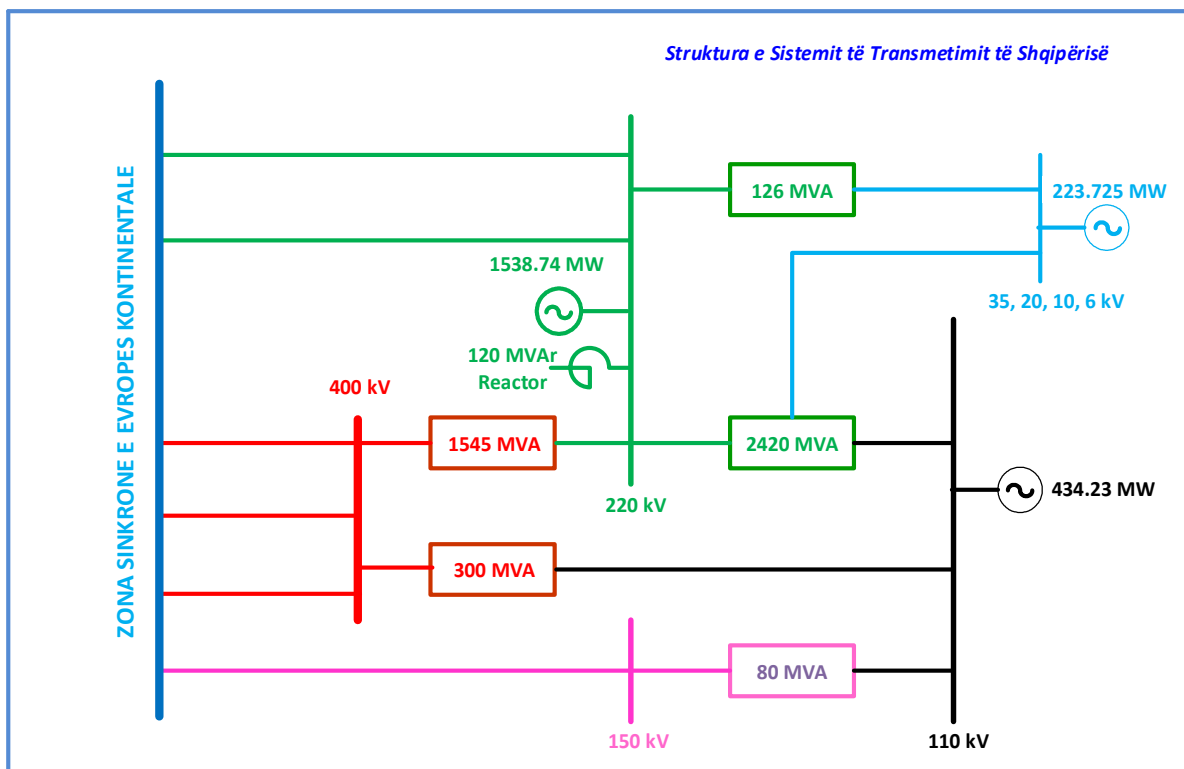 Struktura e Sistemit të Transmetimit të Shqipërisë
ZONA SINKRONE E EVROPES KONTINENTALE
126 MVA
223.725 MW
1538.74 MW
35, 20, 10, 6 kV
120 MVAr
Reactor
400 kV
1545 MVA
2420 MVA
434.23 MW
220 kV
300 MVA
80 MVA
150 kV
110 kV